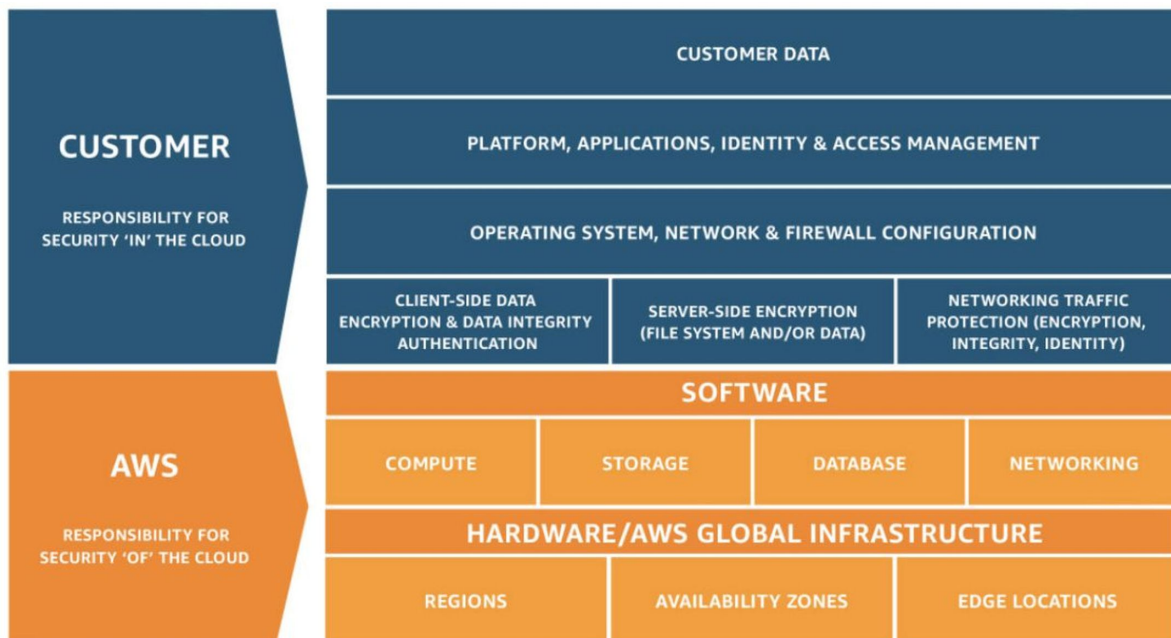 CUSTOMER
RESPONSIBILITY FOR
SECURITY ‘IN’ THE CLOUD
CUSTOMER DATA
PLATFORM, APPLICATIONS, IDENTITY & ACCESS MANAGEMENT
OPERATING SYSTEM, NETWORK & FIREWALL CONFIGURATION
CLIENT-SIDE DATA
ENCRYPTION & DATA INTEGRITY
AUTHENTICATION
SERVER-SIDE ENCRYPTION
(FILE SYSTEM AND/OR DATA)
NETWORKING TRAFFIC
PROTECTION (ENCRYPTION,
INTEGRITY, IDENTITY)
AWS
RESPONSIBILITY FOR
SECURITY ‘OF’ THE CLOUD
SOFTWARE
COMPUTE
STORAGE
DATABASE
NETWORKING
HARDWARE/AWS GLOBAL INFRASTRUCTURE
REGIONS
AVAILABILITY ZONES
EDGE LOCATIONS